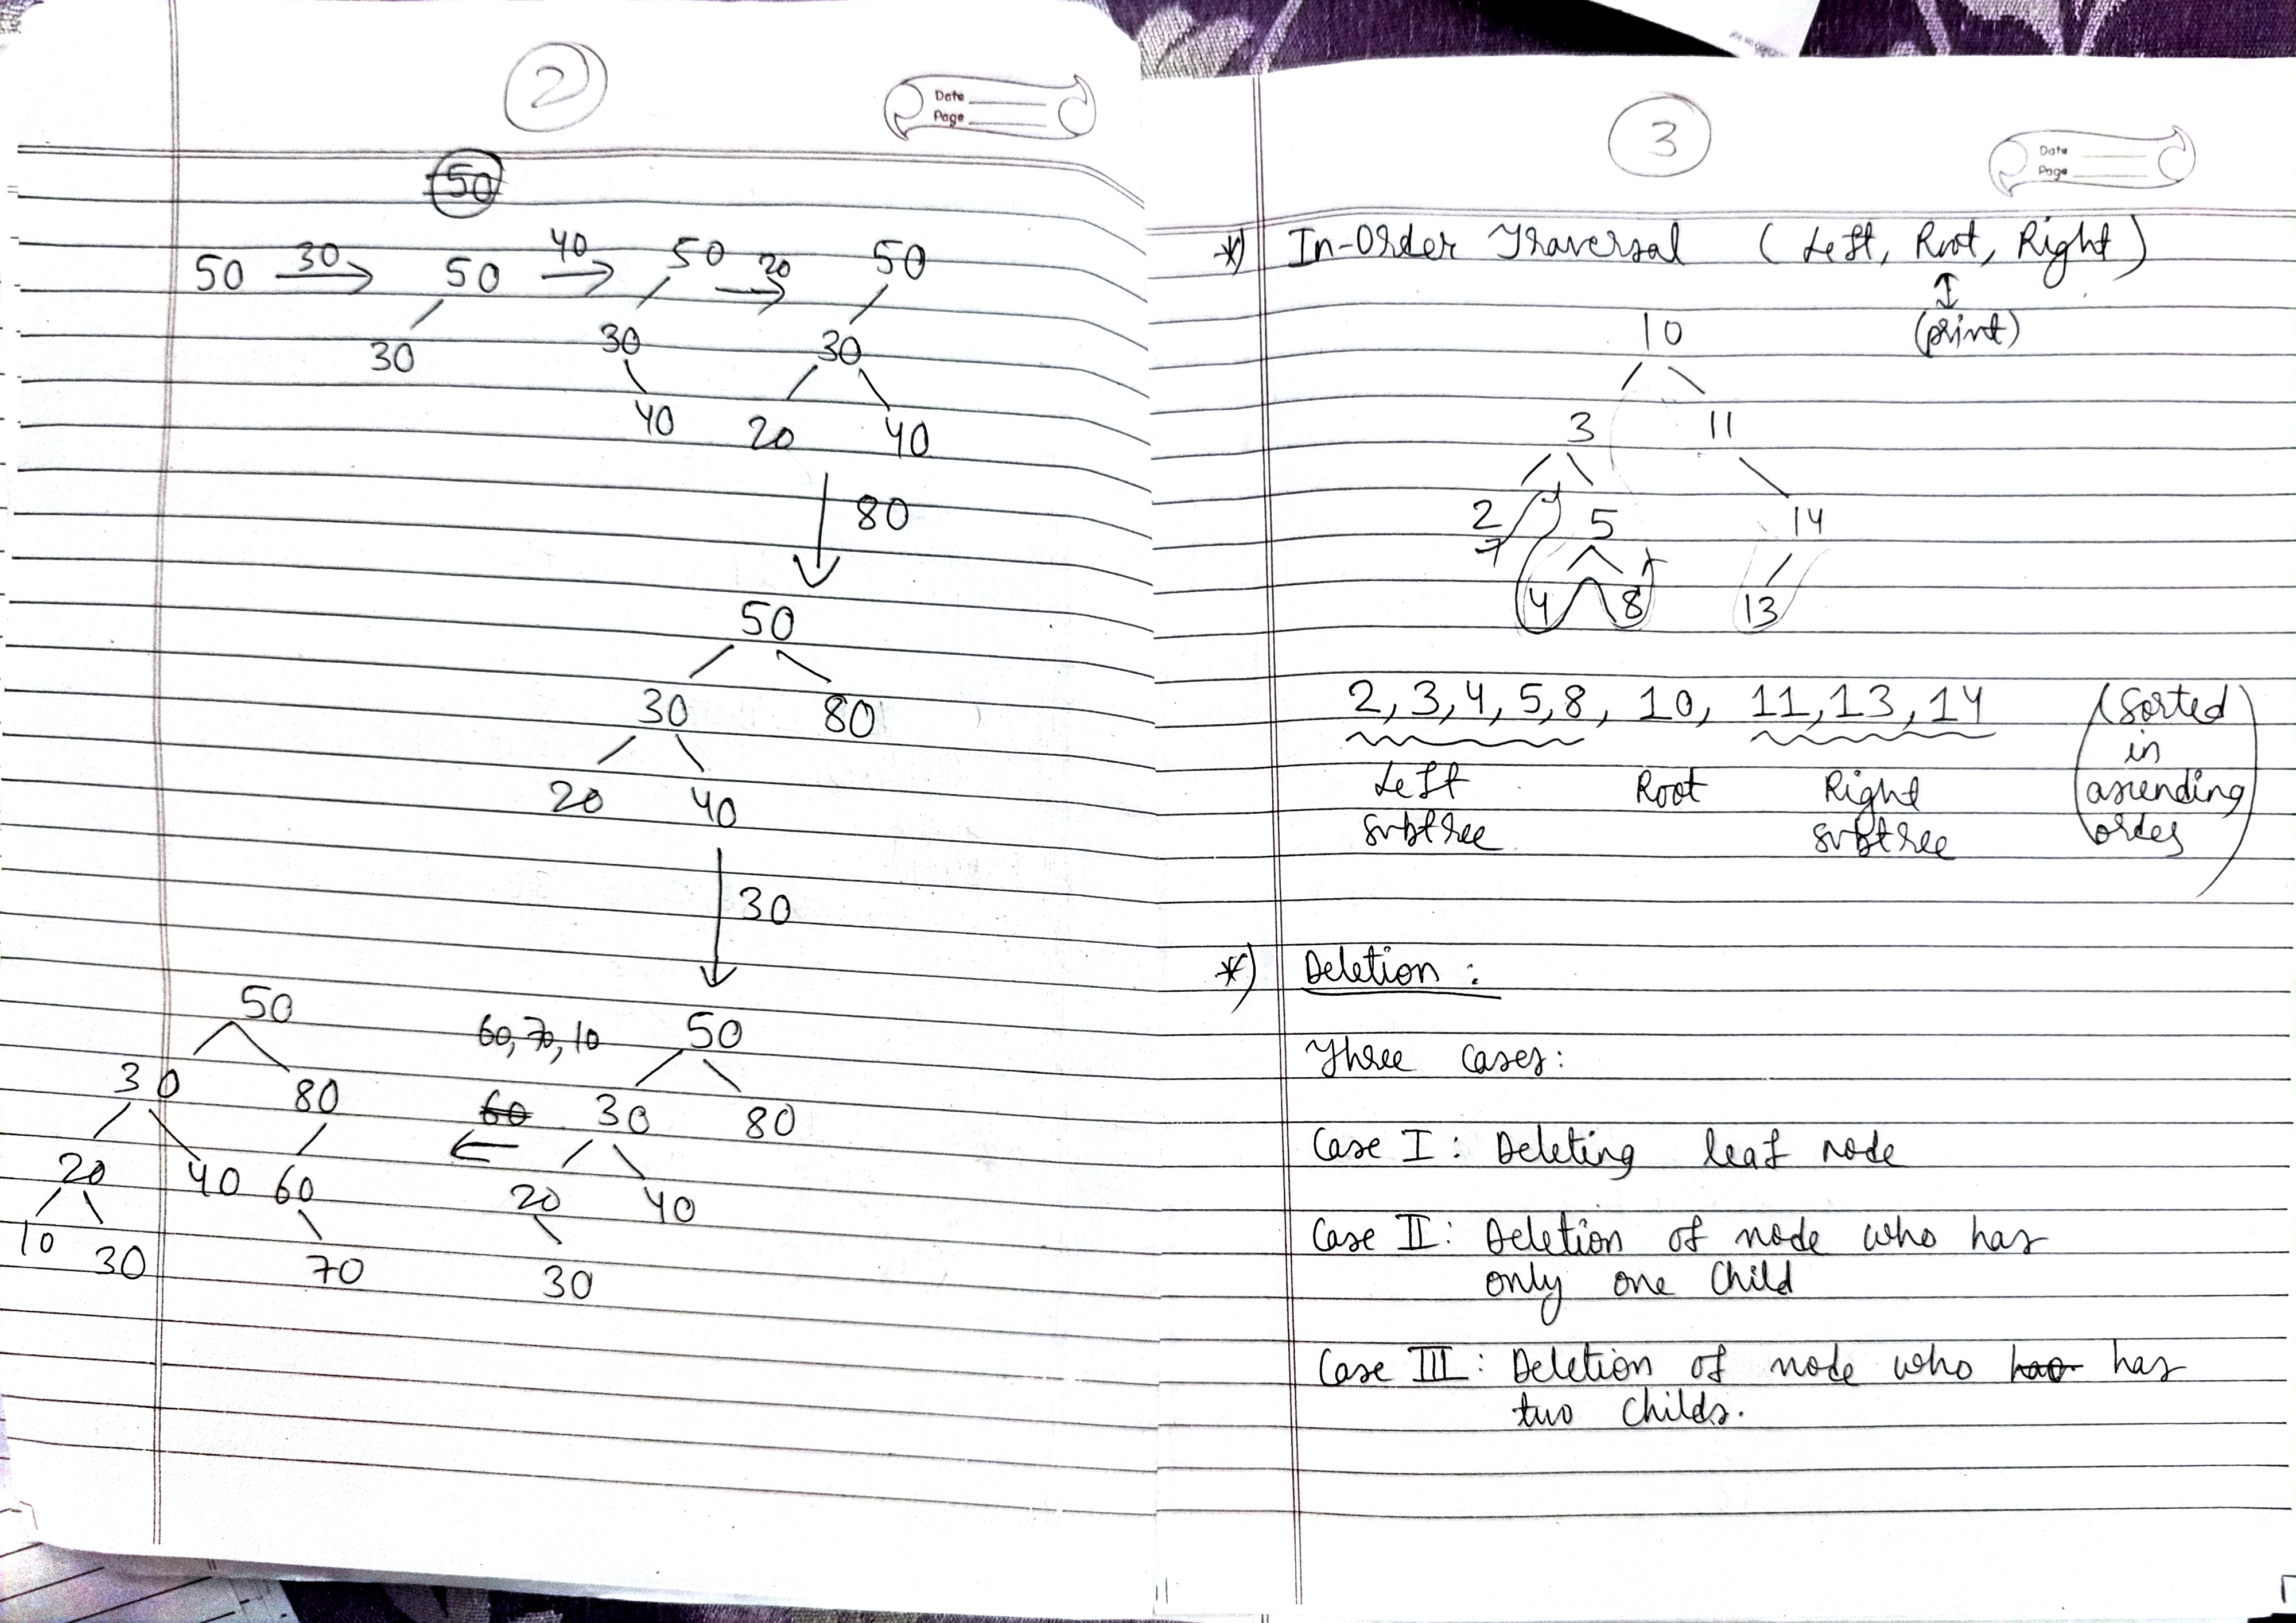 2
Date
Page
50
50 30 50 40 50 20 50
30 30 30
40 20 40
80
50
30 80
20 40
30
50 60, 70, 10 50
30 80 60 30 80
20 40 60 20 40
10 30 70 30
3
Date
Page
*) In-Order Traversal (Left, Root, Right)
(print)
10
3 11
2 5 14
4 8 13
2, 3, 4, 5, 8, 10, 11, 13, 14 (sorted
in
Left Root Right ascending
subtree subtree order)
*) Deletion :
Three cases:
Case I : Deleting leaf node
Case II : Deletion of node who has
only one child
Case III : Deletion of node who has has
two childs.